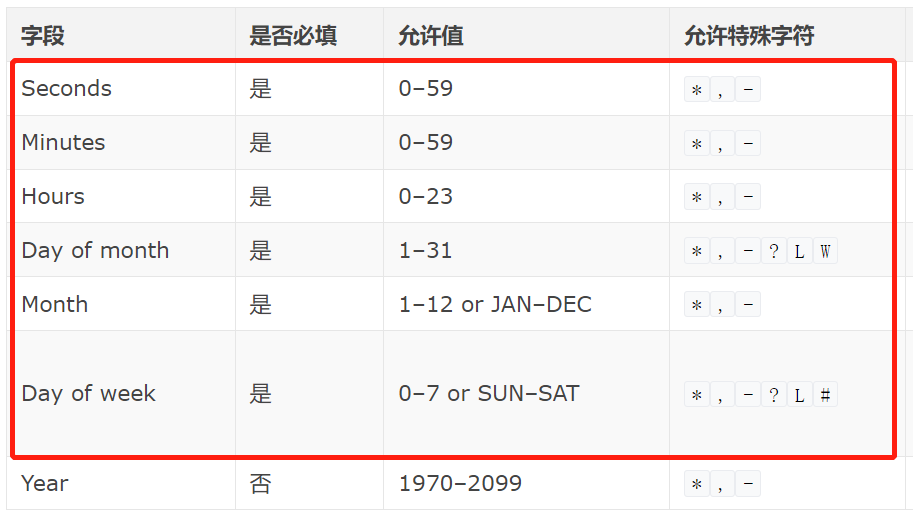 字段 是否必填 允许值 允许特殊字符
Seconds 是 0–59 * , -
Minutes 是 0–59 * , -
Hours 是 0–23 * , -
Day of month 是 1–31 * , - ? L W
Month 是 1–12 or JAN–DEC * , -
Day of week 是 0–7 or SUN–SAT * , - ? L #
Year 否 1970–2099 * , -